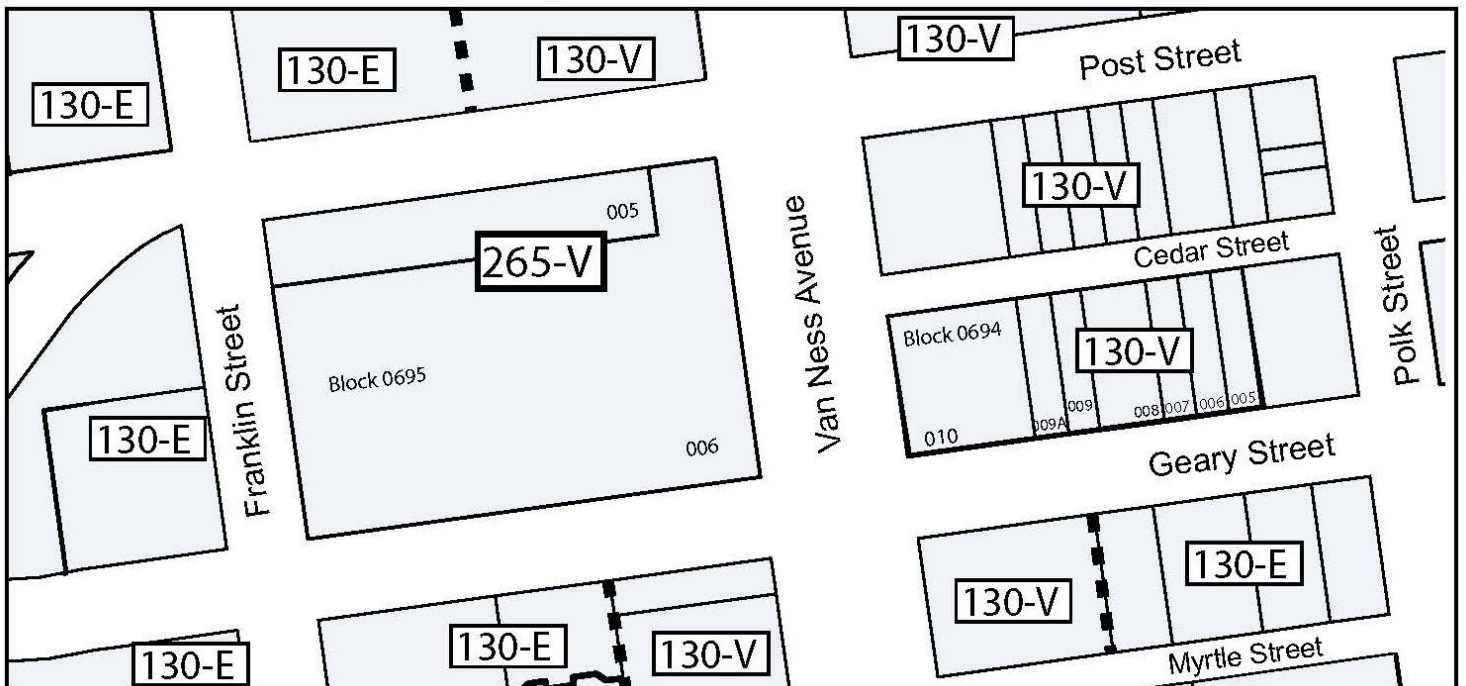 130-E
130-E
130-V
130-V
Post Street
130-V
005
265-V
Cedar Street
Franklin Street
Van Ness Avenue
Polk Street
Block 0695
006
Block 0694
130-V
010
009A
009
008
007
006
005
130-E
Geary Street
130-V
130-E
130-E
130-E
130-V
Myrtle Street